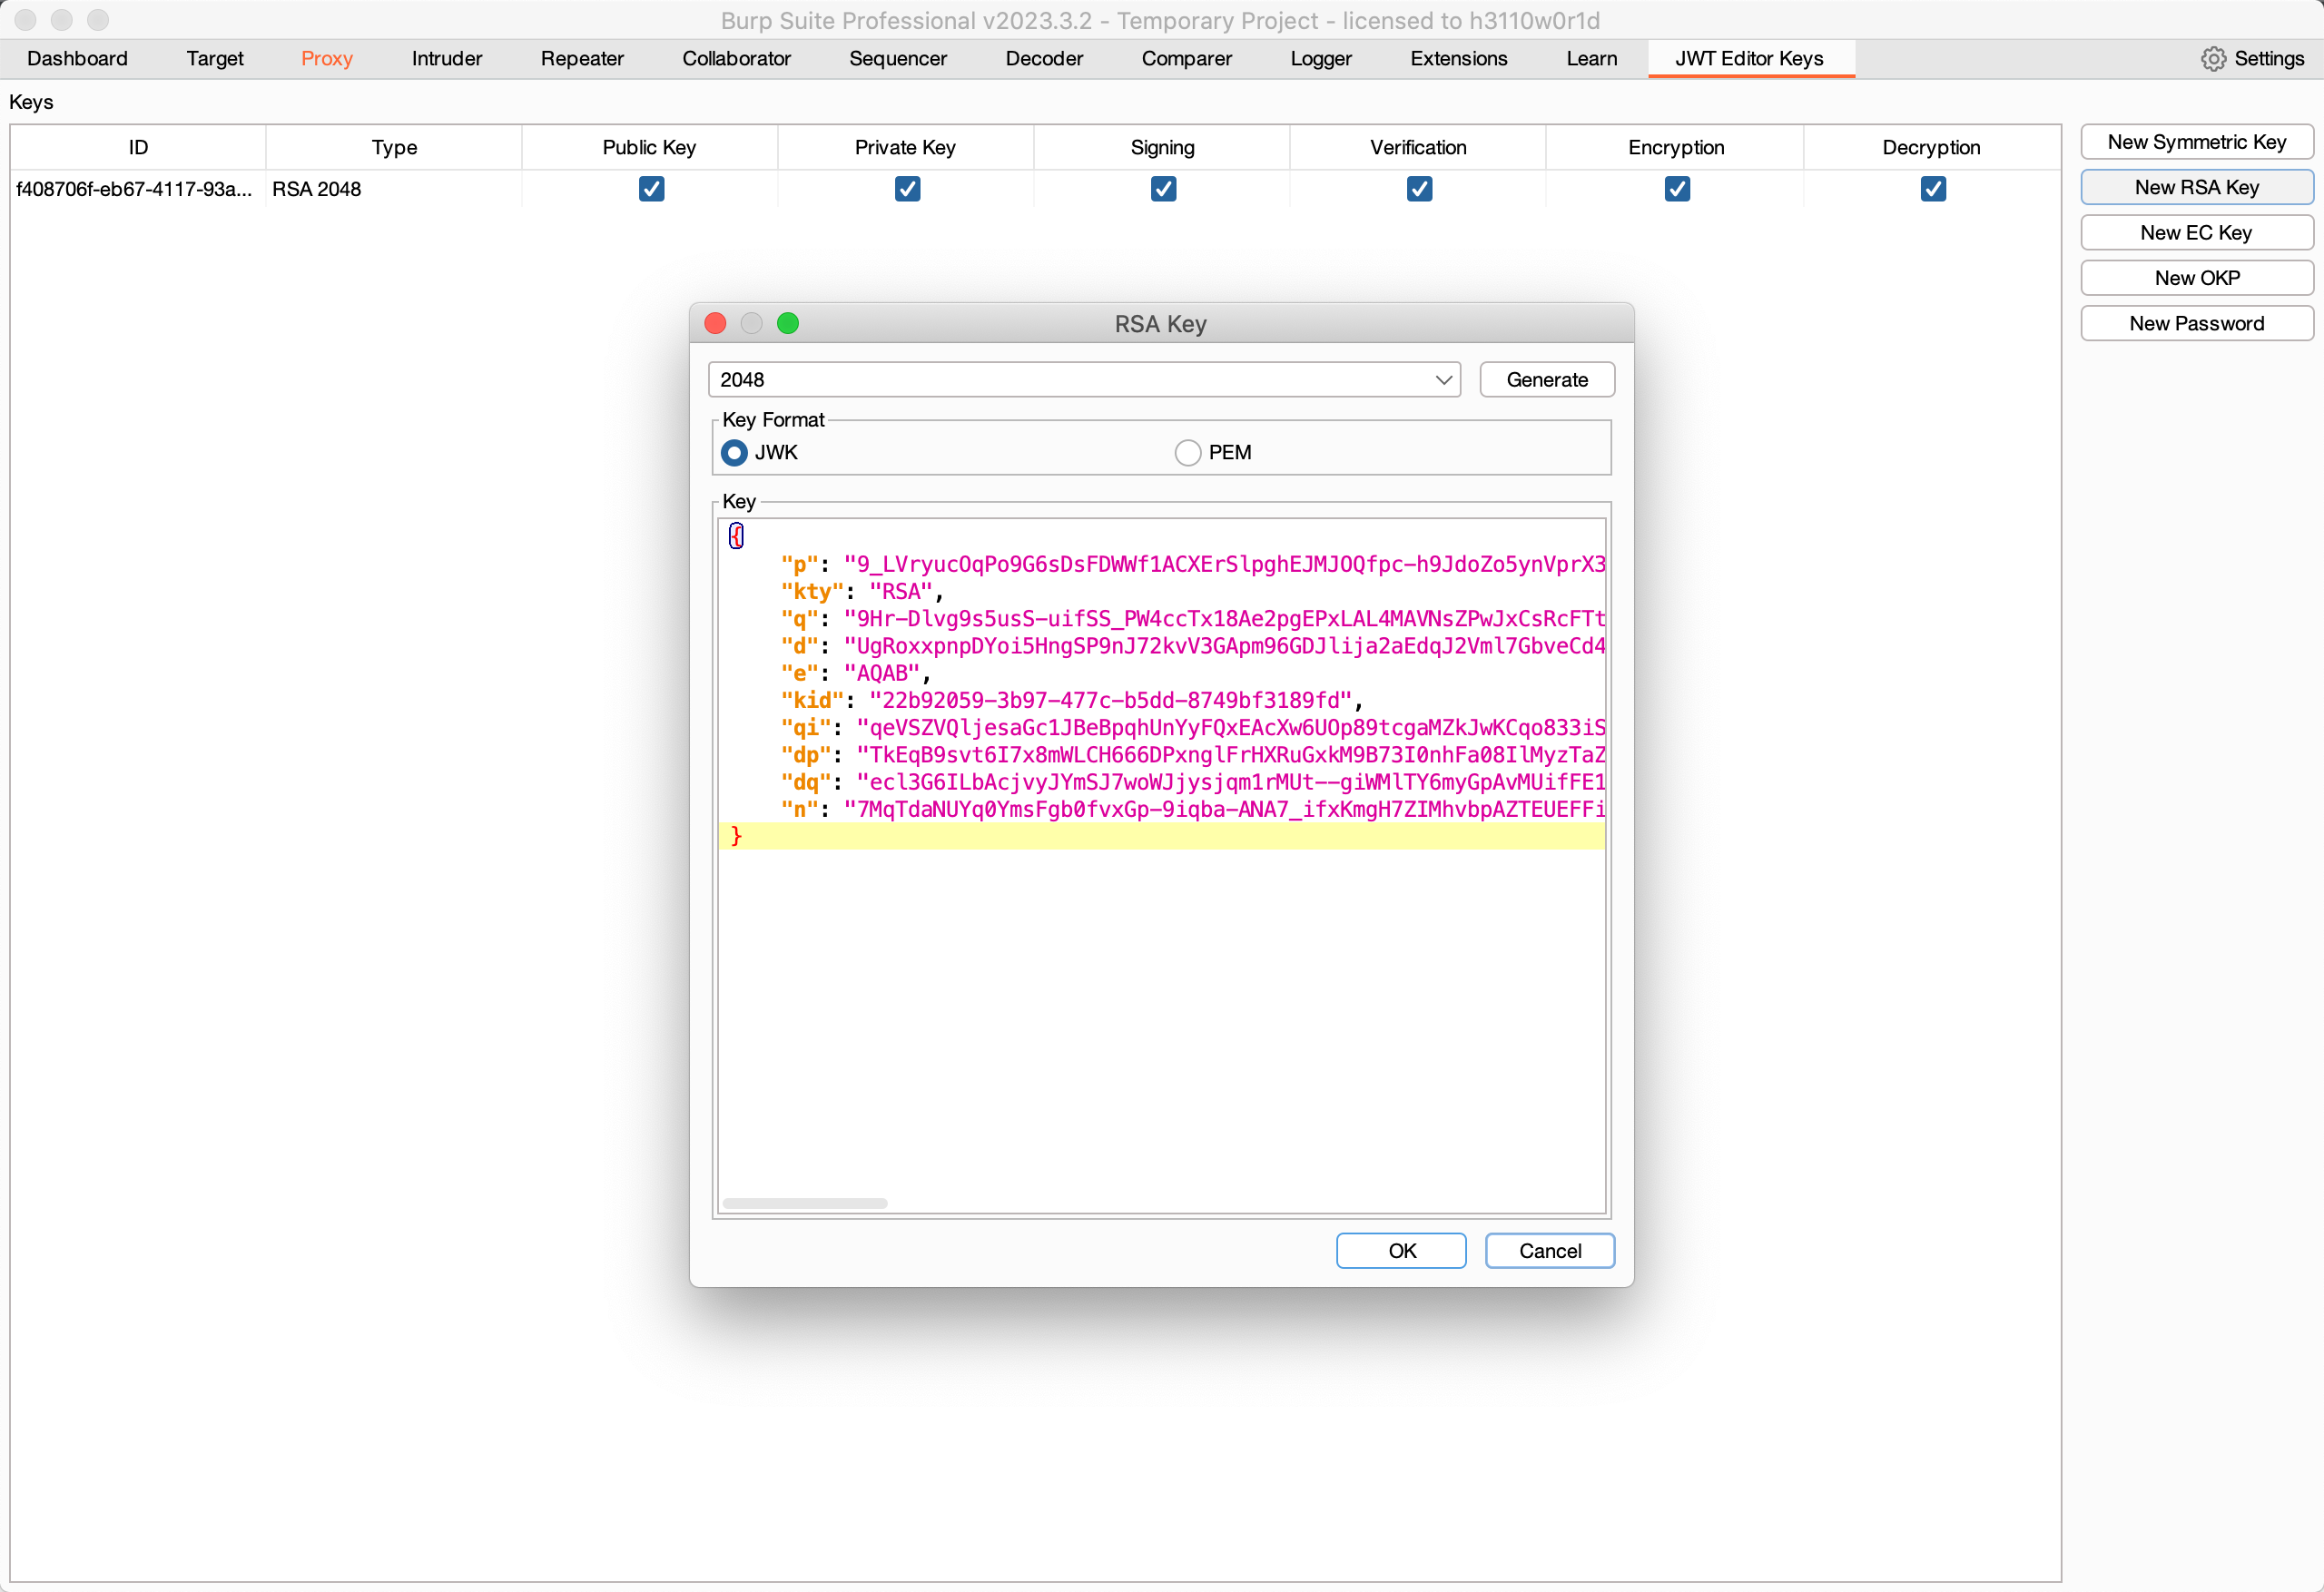 Burp Suite Professional v2023.3.2 - Temporary Project - licensed to h3110w0r1d
Dashboard Target Proxy Intruder Repeater Collaborator Sequencer Decoder Comparer Logger Extensions Learn JWT Editor Keys Settings
Keys
ID Type Public Key Private Key Signing Verification Encryption Decryption
f408706f-eb67-4117-93a... RSA 2048
New Symmetric Key
New RSA Key
New EC Key
New OKP
New Password
RSA Key
2048 Generate
Key Format
JWK PEM
Key
{
"p": "9_LVryucOqPo9G6sDsFDWWf1ACXErSlpghEJMJOQfpc-h9JdoZo5ynVprX3
"kty": "RSA",
"q": "9Hr-Dlvg9s5usS-uifSS_PW4ccTx18Ae2pgEPxLAL4MAVNsZPwJxCsRcFTt
"d": "UgRoxxpnpDYoi5HngSP9nJ72kvV3GApm96GDJlija2aEdqJ2Vml7GbveCd4
"e": "AQAB",
"kid": "22b92059-3b97-477c-b5dd-8749bf3189fd",
"qi": "qeVSZVQljesaGc1JBeBpqhUnYyFQxEAcXw6UOp89tcgaMZkJwKCqo833iS
"dp": "TkEqB9svt6I7x8mWLCH666DPxnglFrHXRuGxkM9B73I0nhFa08IlMyzTaZ
"dq": "ecl3G6ILbAcjvyJYmSJ7woWJjysjqm1rMUt--giWMlTY6myGpAvMUifFE1
"n": "7MqTdaNUYq0YmsFgb0fvxGp-9iqba-ANA7_ifxKmgH7ZIMhvbpAZTEUEFFi
}
OK Cancel